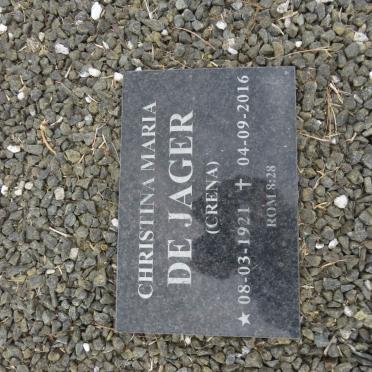 CHRISTINA MARIA
DE JAGER
(CRENA)
★ 08-03-1921 ✝ 04-09-2016
ROM 8:28